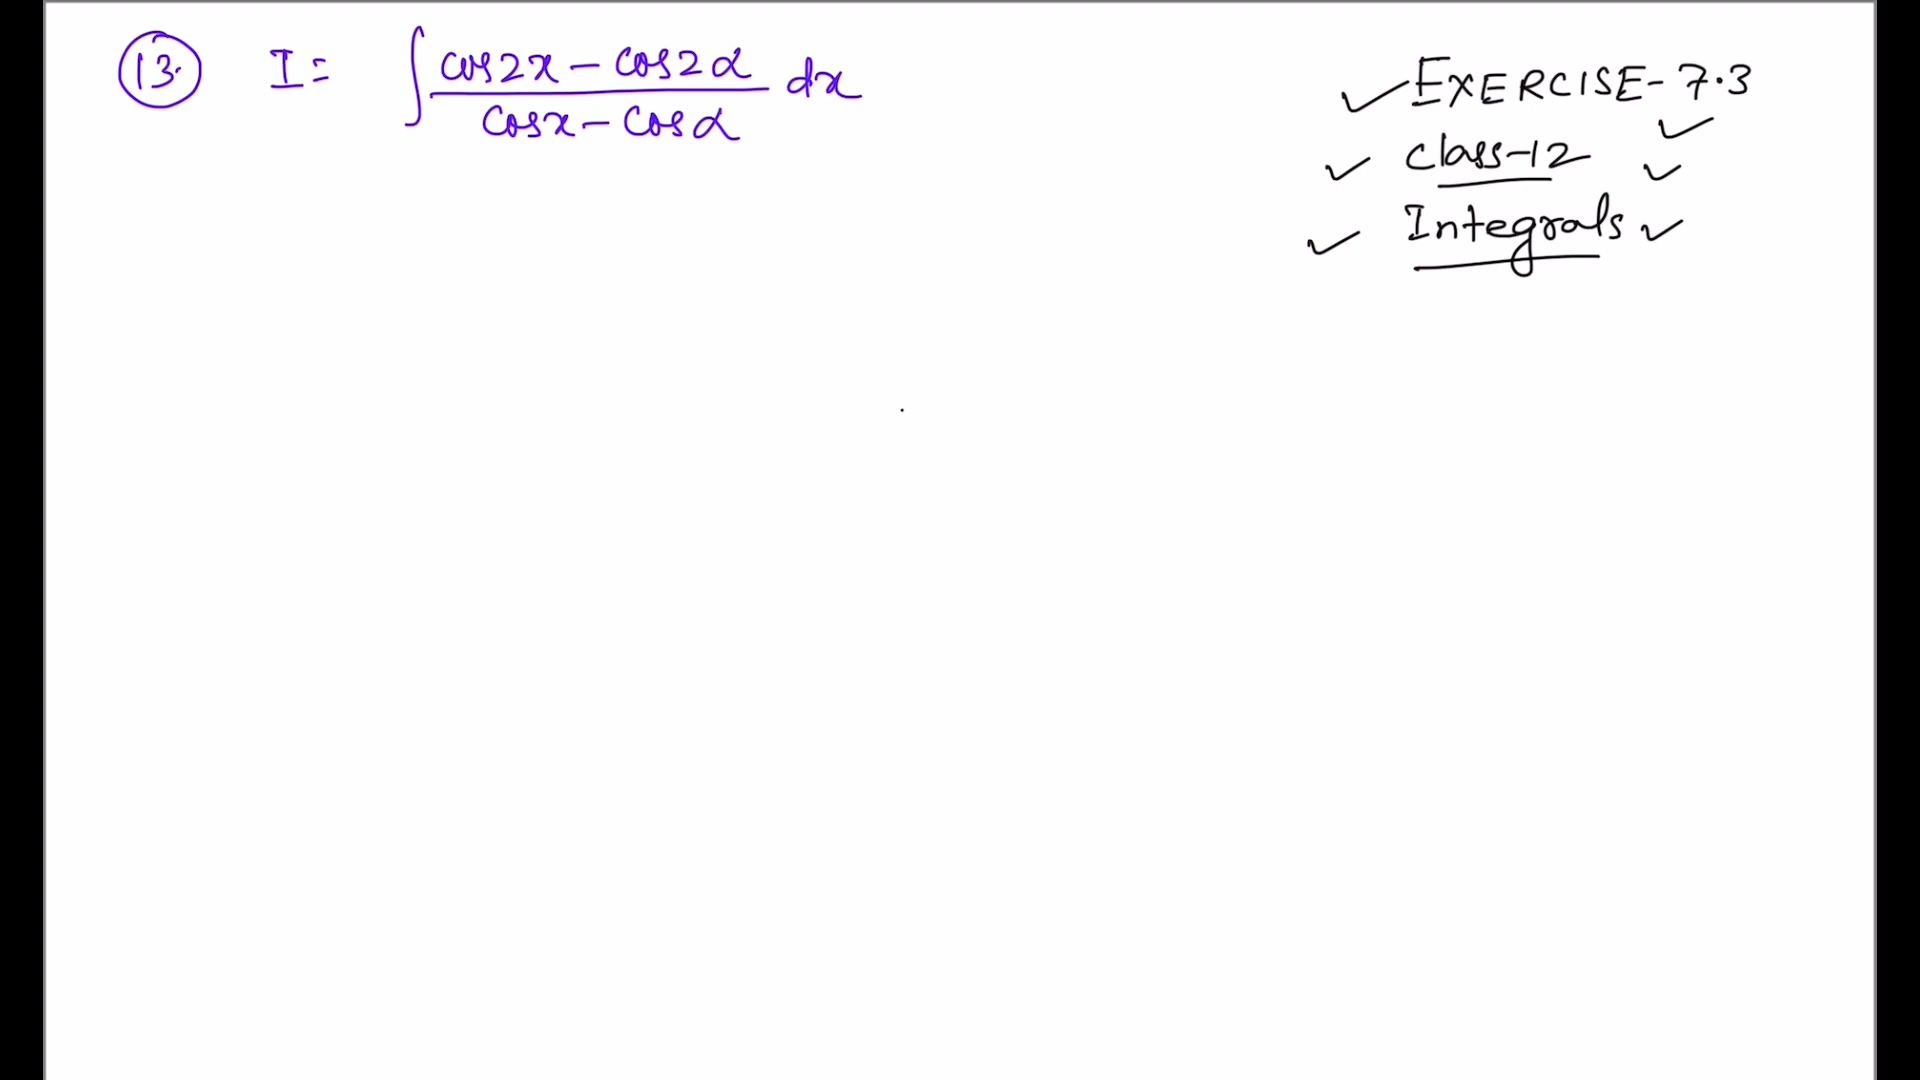 13. I = ∫ (cos2x - cos2α)/(cosx - cosα) dx
EXERCISE - 7.3
class-12
Integrals